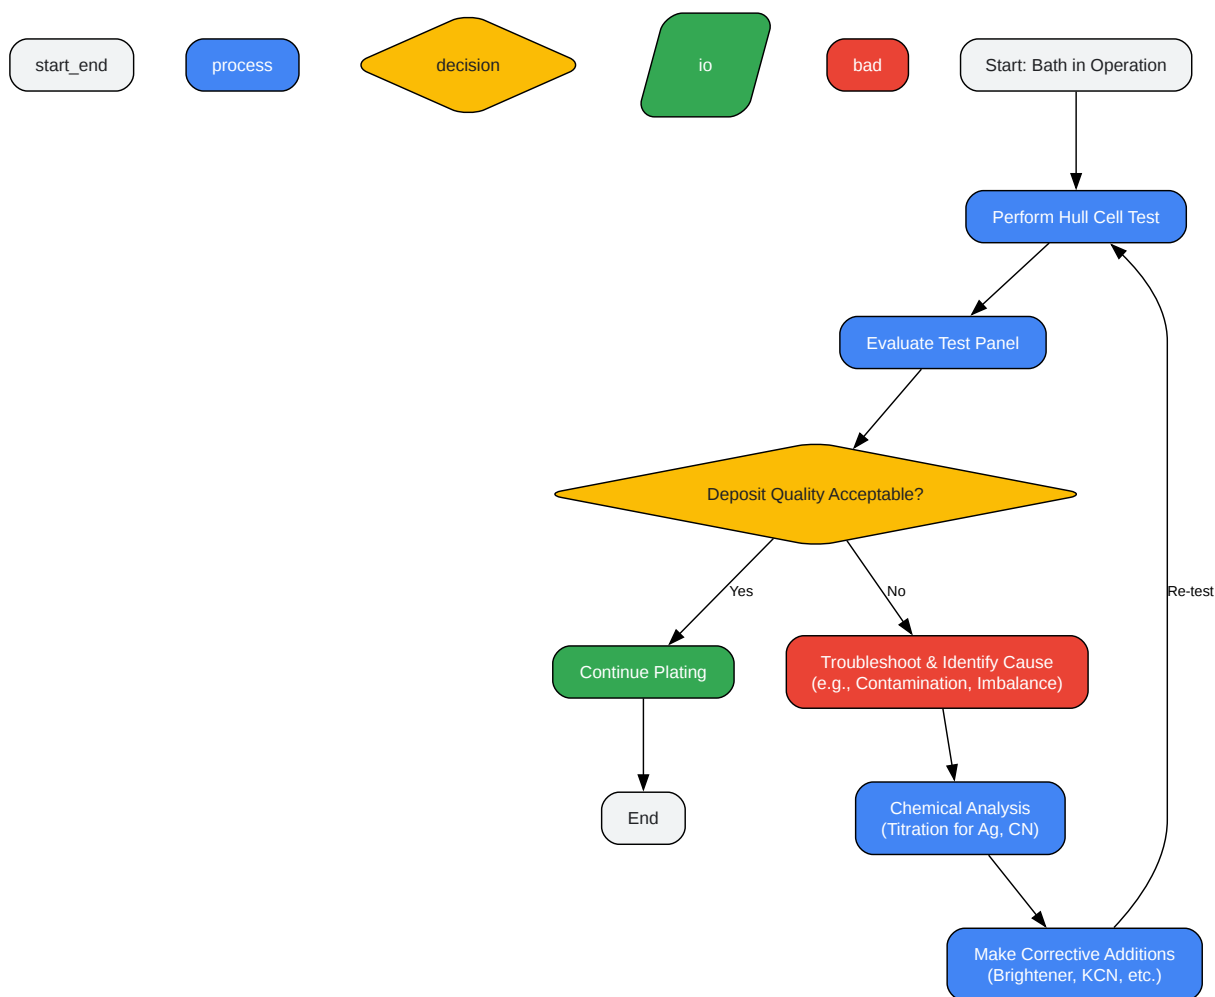 start_end
process
decision
io
bad
Start: Bath in Operation
Perform Hull Cell Test
Evaluate Test Panel
Deposit Quality Acceptable?
Yes
No
Re-test
Continue Plating
Troubleshoot & Identify Cause
(e.g., Contamination, Imbalance)
End
Chemical Analysis
(Titration for Ag, CN)
Make Corrective Additions
(Brightener, KCN, etc.)